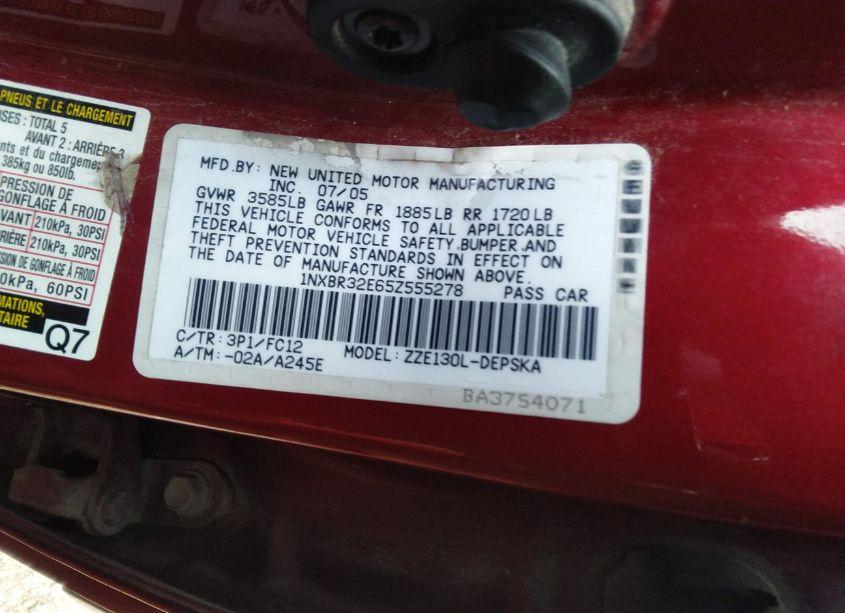 PNEUS ET LE CHARGEMENT
TOTAL 5
AVANT 2 : ARRIÈRE 3
et du chargement
385kg ou 850lb.
PRESSION DE
GONFLAGE À FROID
AVANT 210kPa, 30PSI
210kPa, 30PSI
DE GONFLAGE À FROID
60PSI
Q7
MFD.BY: NEW UNITED MOTOR MANUFACTURING
INC. 07/05
GVWR 3585LB GAWR FR 1885LB RR 1720LB
THIS VEHICLE CONFORMS TO ALL APPLICABLE
FEDERAL MOTOR VEHICLE SAFETY,BUMPER,AND
THEFT PREVENTION STANDARDS IN EFFECT ON
THE DATE OF MANUFACTURE SHOWN ABOVE.
1NXBR32E65Z555278 PASS CAR
C/TR: 3P1/FC12
A/TM: -02A/A245E MODEL: ZZE130L-DEPSKA
BA3754071